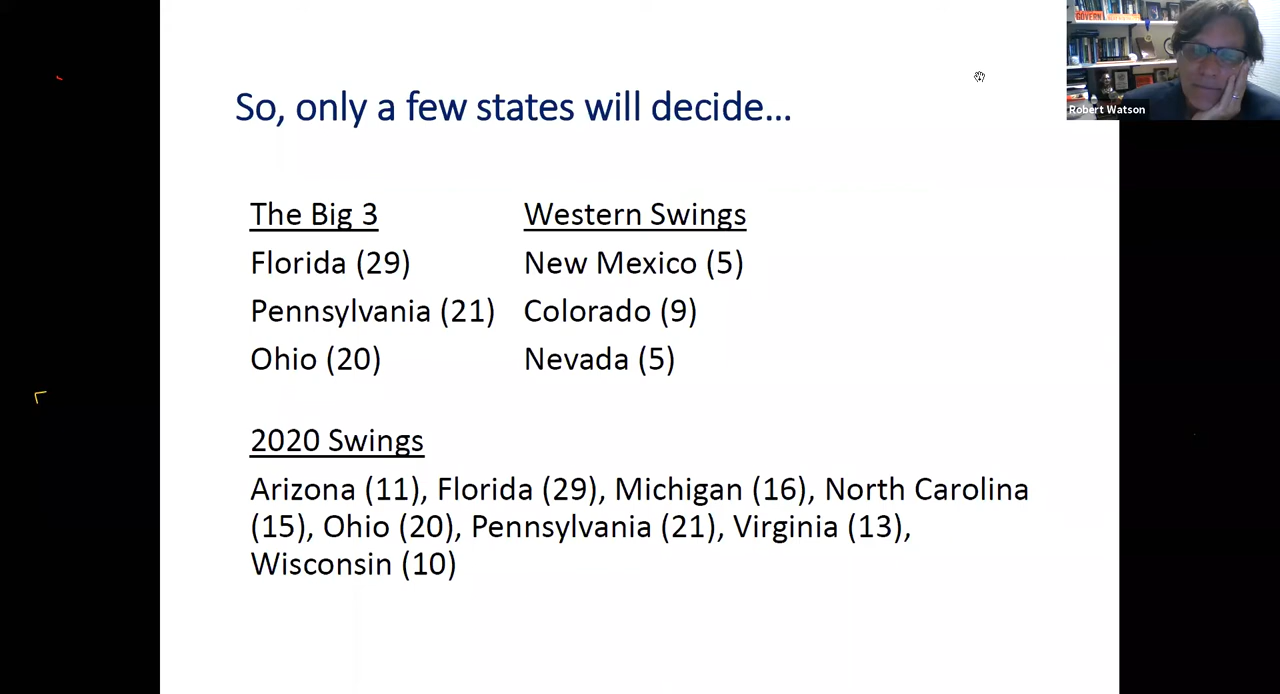 So, only a few states will decide...
The Big 3
Florida (29)
Pennsylvania (21)
Ohio (20)
Western Swings
New Mexico (5)
Colorado (9)
Nevada (5)
2020 Swings
Arizona (11), Florida (29), Michigan (16), North Carolina
(15), Ohio (20), Pennsylvania (21), Virginia (13),
Wisconsin (10)
GOVERN
Robert Watson